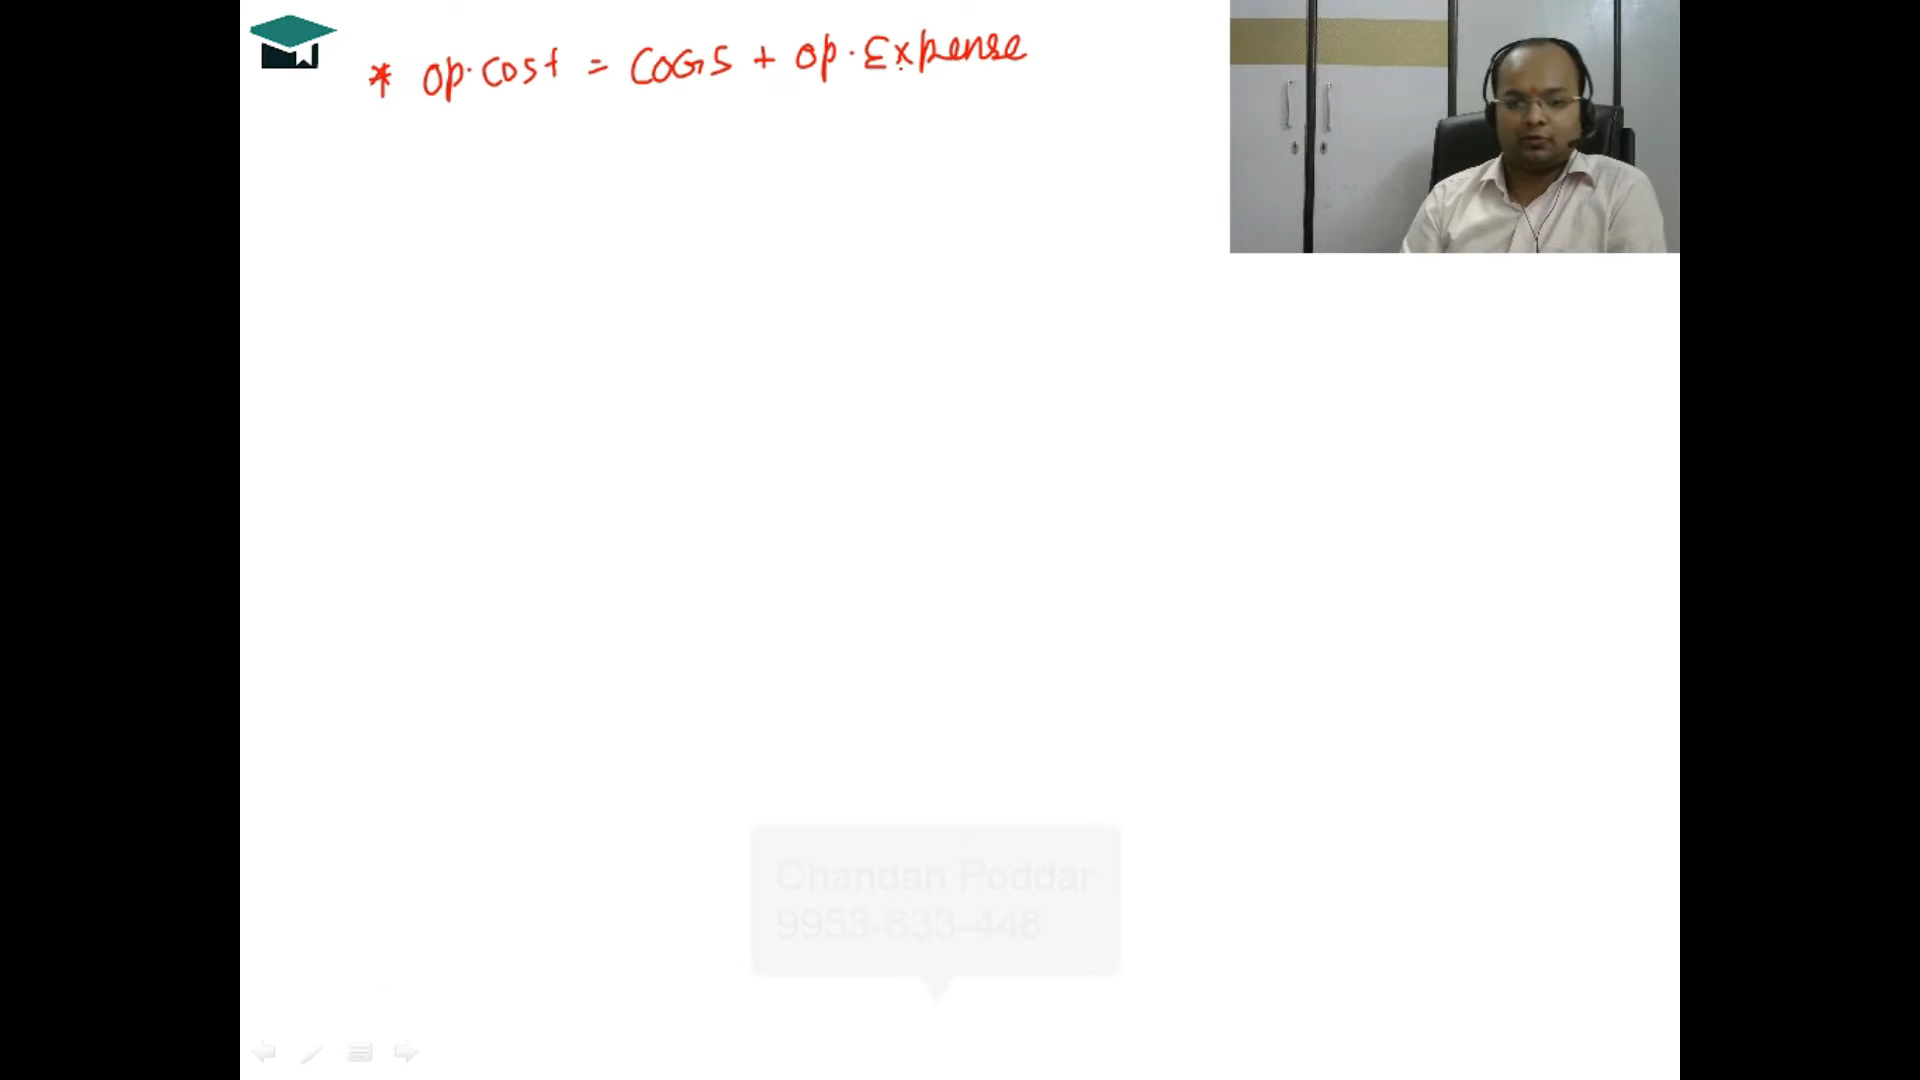 * Op. Cost = COGS + Op. Expense
Chandan Poddar
9953-633-448